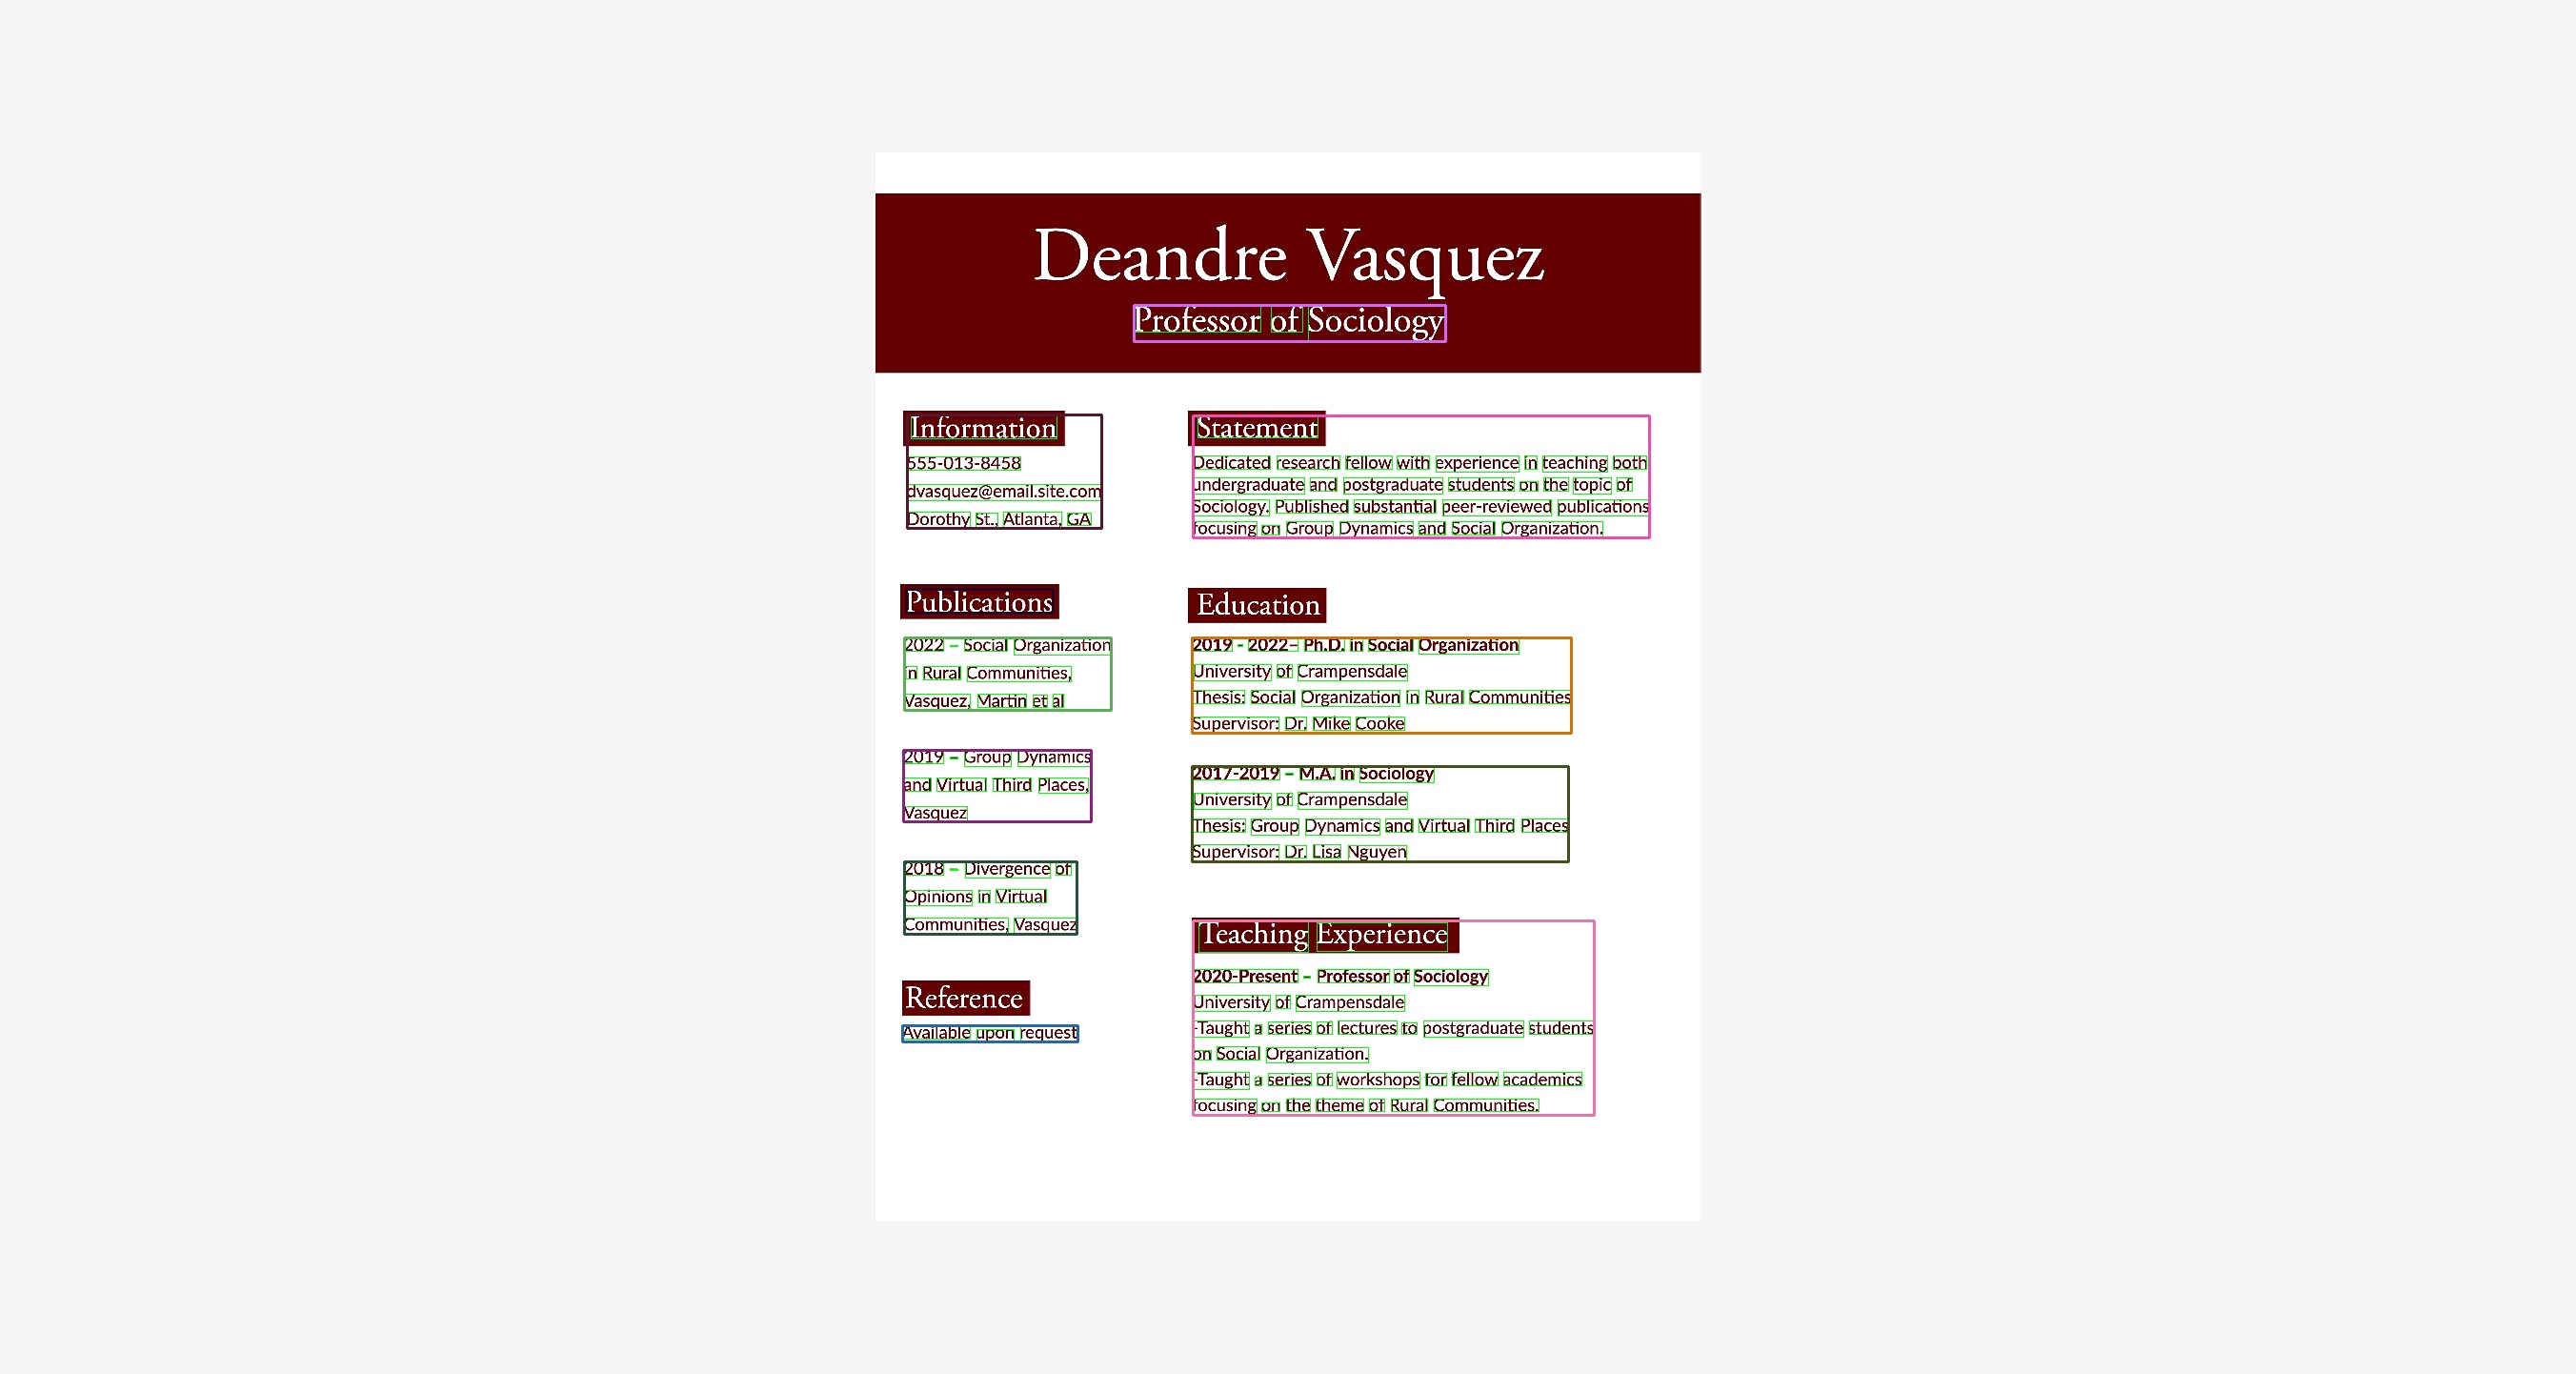 Deandre Vasquez
Professor of Sociology
Information
555-013-8458
dvasquez@email.site.com
Dorothy St., Atlanta, GA
Publications
2022 – Social Organization
in Rural Communities,
Vasquez, Martin et al
2019 – Group Dynamics
and Virtual Third Places,
Vasquez
2018 – Divergence of
Opinions in Virtual
Communities, Vasquez
Reference
Available upon request
Statement
Dedicated research fellow with experience in teaching both
undergraduate and postgraduate students on the topic of
Sociology. Published substantial peer-reviewed publications
focusing on Group Dynamics and Social Organization.
Education
2019 - 2022– Ph.D. in Social Organization
University of Crampensdale
Thesis: Social Organization in Rural Communities
Supervisor: Dr. Mike Cooke
2017-2019 – M.A. in Sociology
University of Crampensdale
Thesis: Group Dynamics and Virtual Third Places
Supervisor: Dr. Lisa Nguyen
Teaching Experience
2020-Present – Professor of Sociology
University of Crampensdale
-Taught a series of lectures to postgraduate students
on Social Organization.
-Taught a series of workshops for fellow academics
focusing on the theme of Rural Communities.